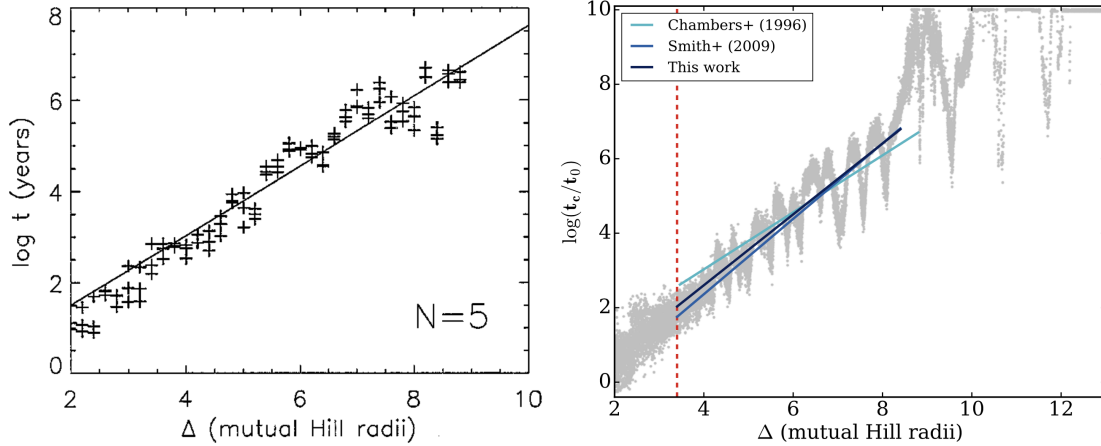 8
6
4
2
0
log t (years)
N=5
2
4
6
8
10
Δ (mutual Hill radii)
10
8
6
4
2
0
log(t_c/t_0)
Chambers+ (1996)
Smith+ (2009)
This work
2
4
6
8
10
12
Δ (mutual Hill radii)